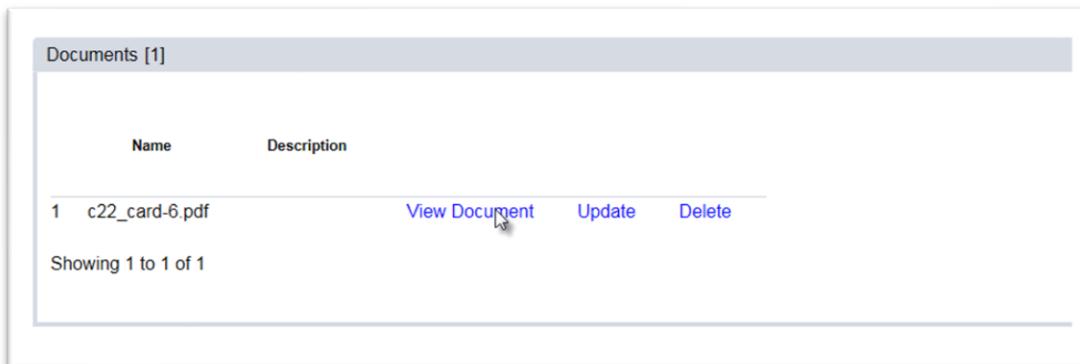 Documents [1]
Name Description
1 c22_card-6.pdf View Document Update Delete
Showing 1 to 1 of 1